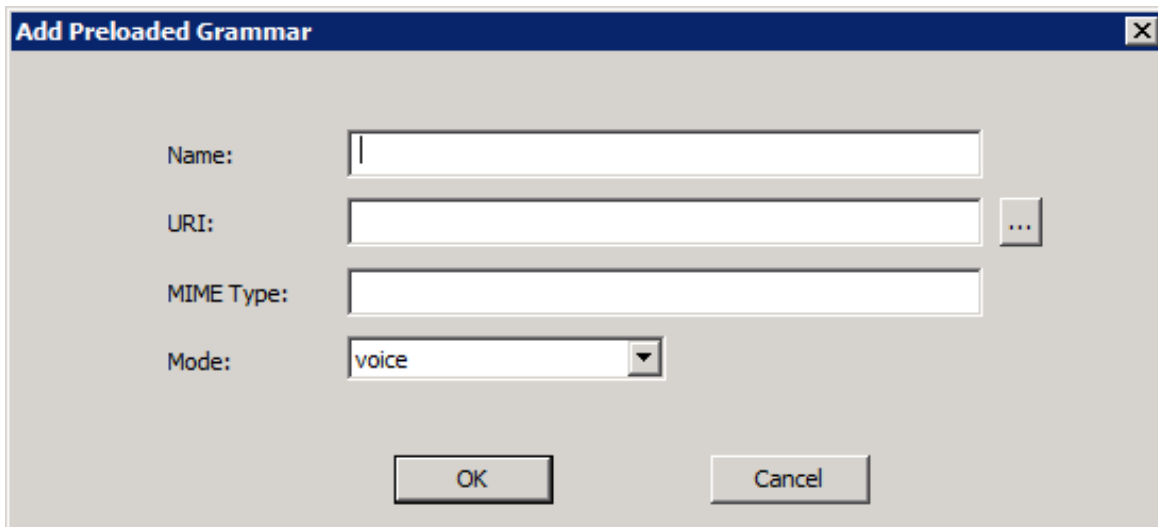 Add Preloaded Grammar
Name:
URI:
...
MIME Type:
Mode:
voice
OK
Cancel